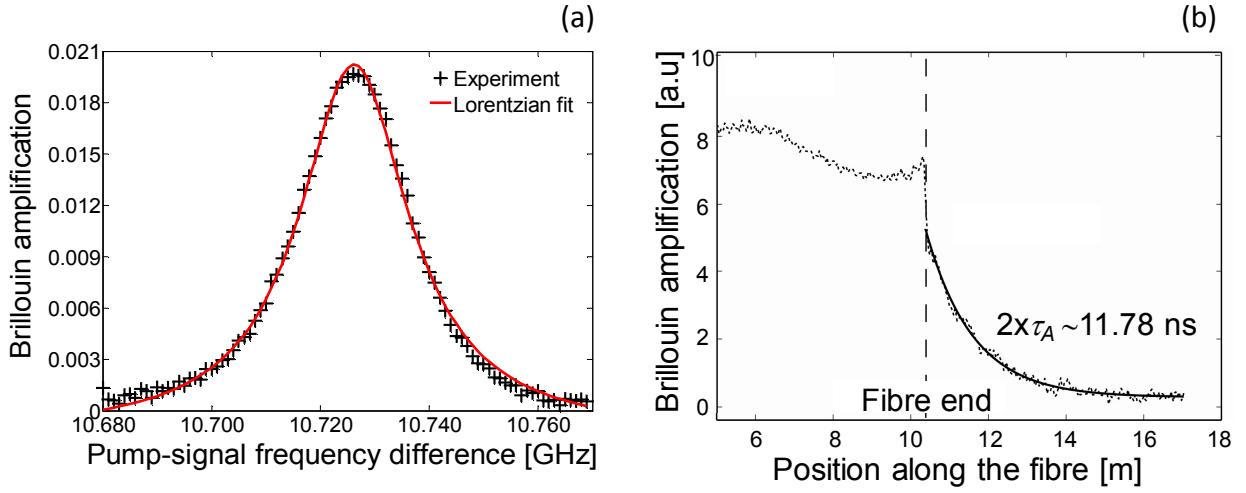 (a)
0.021
0.018
0.015
0.012
0.009
0.006
0.003
0
Brillouin amplification
Experiment
Lorentzian fit
10.680
10.700
10.720
10.740
10.760
Pump-signal frequency difference [GHz]
(b)
10
8
6
4
2
0
Brillouin amplification [a.u]
2xτA ~11.78 ns
Fibre end
6
8
10
12
14
16
18
Position along the fibre [m]